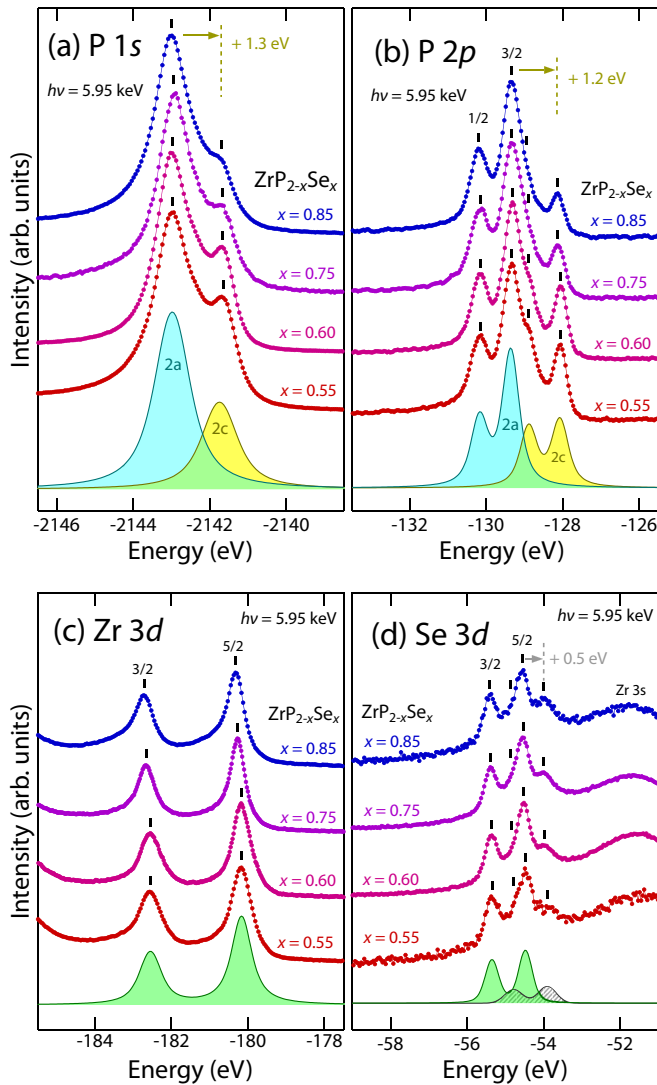 (a) P 1s
+ 1.3 eV
hν = 5.95 keV
ZrP2-xSex
x = 0.85
x = 0.75
x = 0.60
x = 0.55
2a
2c
-2146 -2144 -2142 -2140
Energy (eV)
Intensity (arb. units)
(b) P 2p
3/2
+ 1.2 eV
hν = 5.95 keV
1/2
ZrP2-xSex
x = 0.85
x = 0.75
x = 0.60
x = 0.55
2a
2c
-132 -130 -128 -126
Energy (eV)
(c) Zr 3d
hν = 5.95 keV
5/2
3/2
ZrP2-xSex
x = 0.85
x = 0.75
x = 0.60
x = 0.55
-184 -182 -180 -178
Energy (eV)
Intensity (arb. units)
hν = 5.95 keV
(d) Se 3d
5/2
3/2
+ 0.5 eV
Zr 3s
ZrP2-xSex
x = 0.85
x = 0.75
x = 0.60
x = 0.55
-58 -56 -54 -52
Energy (eV)